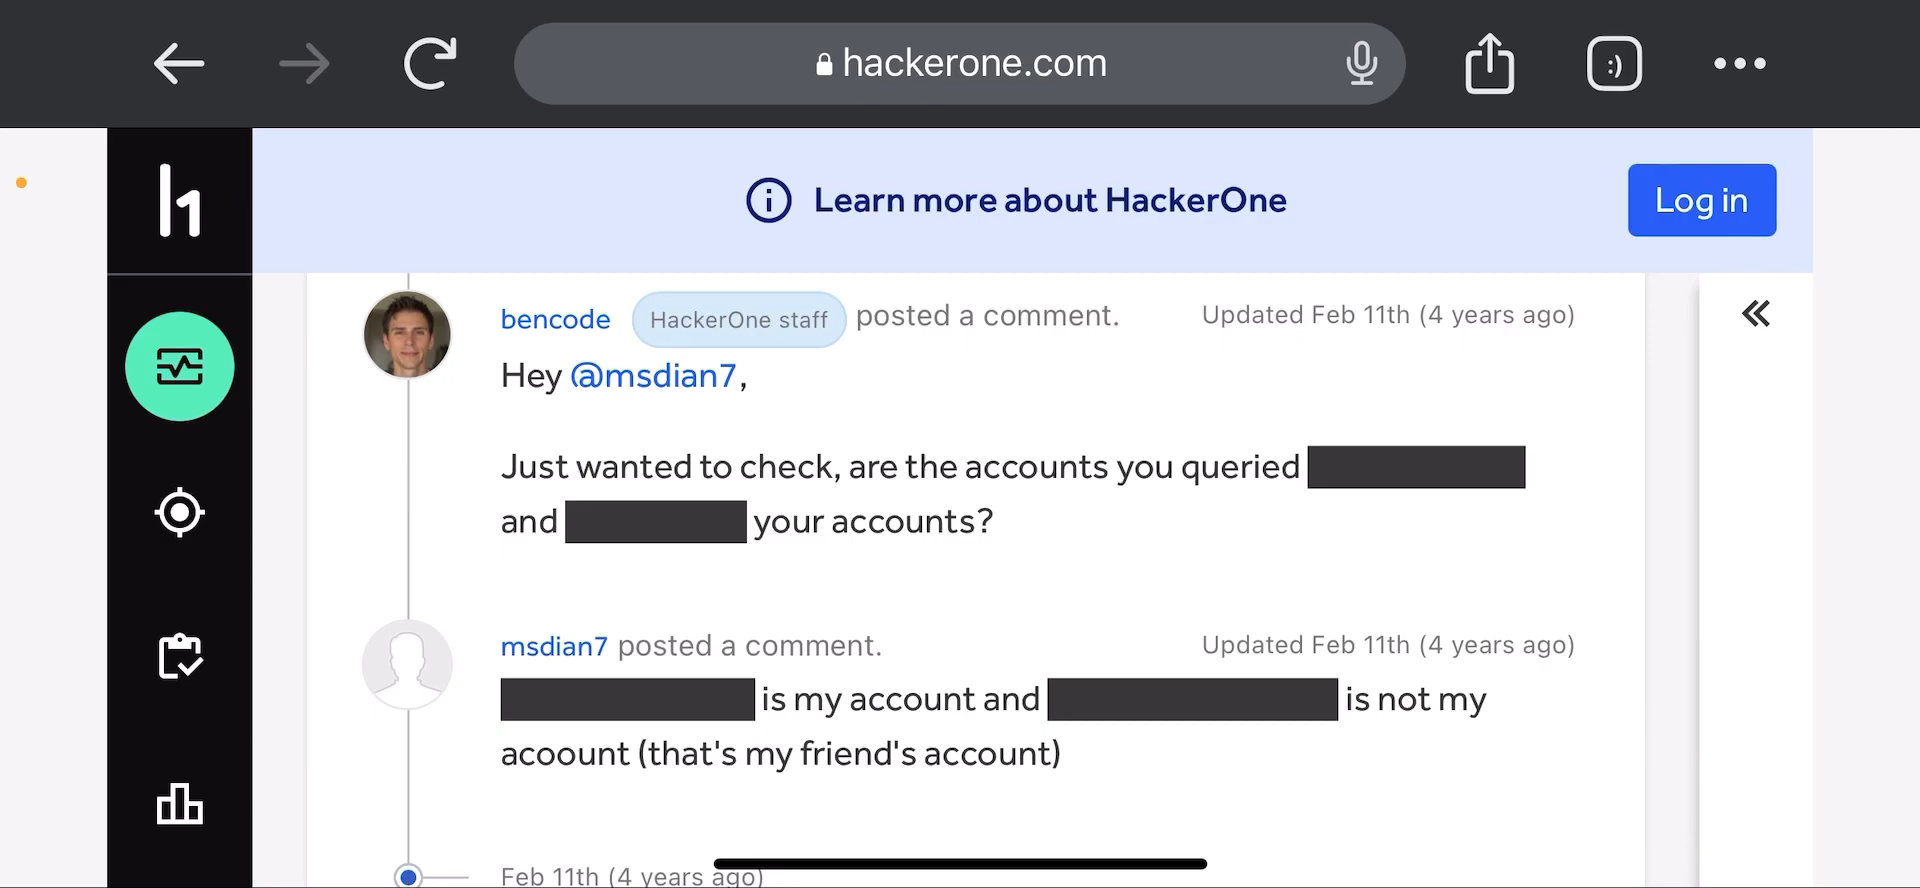 hackerone.com
:)
h1
Learn more about HackerOne
Log in
bencode HackerOne staff posted a comment. Updated Feb 11th (4 years ago)
Hey @msdian7,
Just wanted to check, are the accounts you queried
and your accounts?
msdian7 posted a comment. Updated Feb 11th (4 years ago)
is my account and is not my
acoount (that's my friend's account)
Feb 11th (4 years ago)